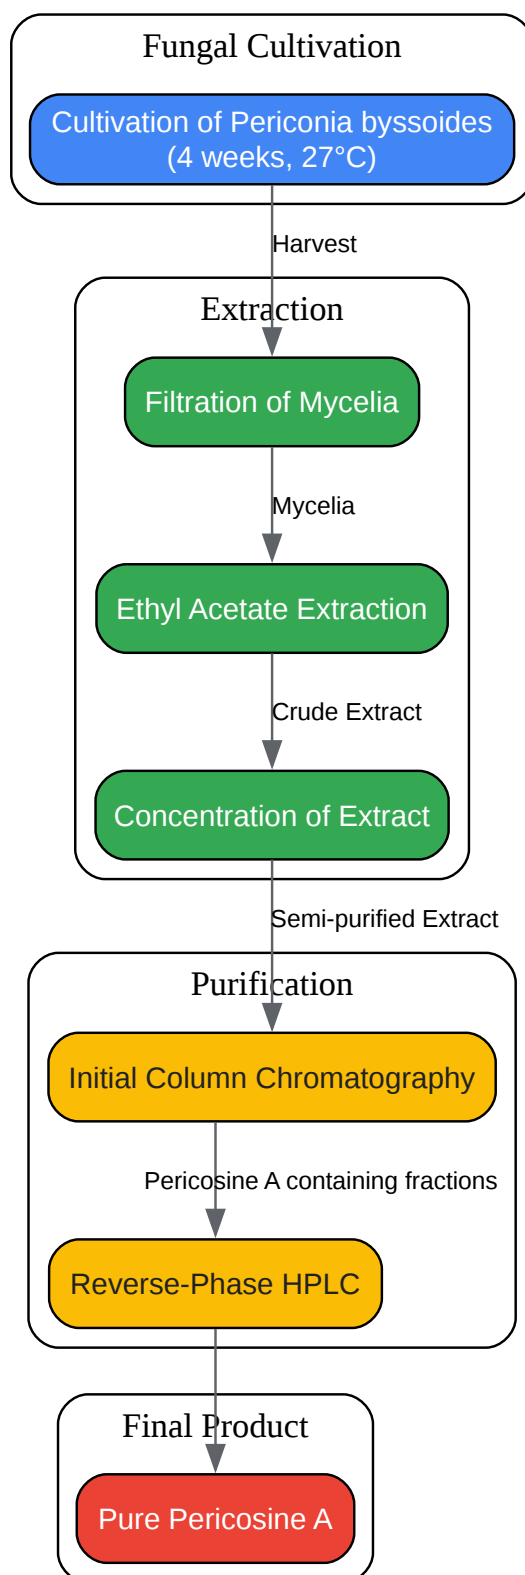 Fungal Cultivation
Cultivation of Periconia byssoides
(4 weeks, 27°C)
Harvest
Extraction
Filtration of Mycelia
Mycelia
Ethyl Acetate Extraction
Crude Extract
Concentration of Extract
Semi-purified Extract
Purification
Initial Column Chromatography
Pericosine A containing fractions
Reverse-Phase HPLC
Final Product
Pure Pericosine A